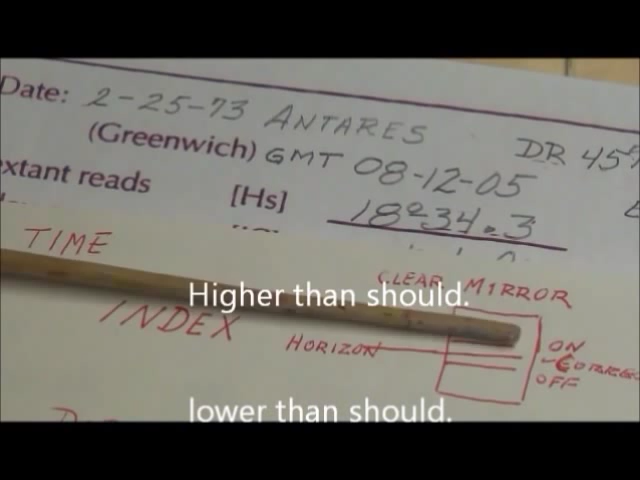 Date: 2-25-73 ANTARES DR 45
(Greenwich) GMT 08-12-05
extant reads [Hs] 18°34.3
TIME
CLEAR MIRROR
Higher than should.
INDEX
HORIZON
ON
OFF
lower than should.